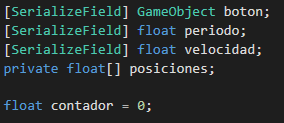 [SerializeField] GameObject boton;
[SerializeField] float periodo;
[SerializeField] float velocidad;
private float[] posiciones;
float contador = 0;